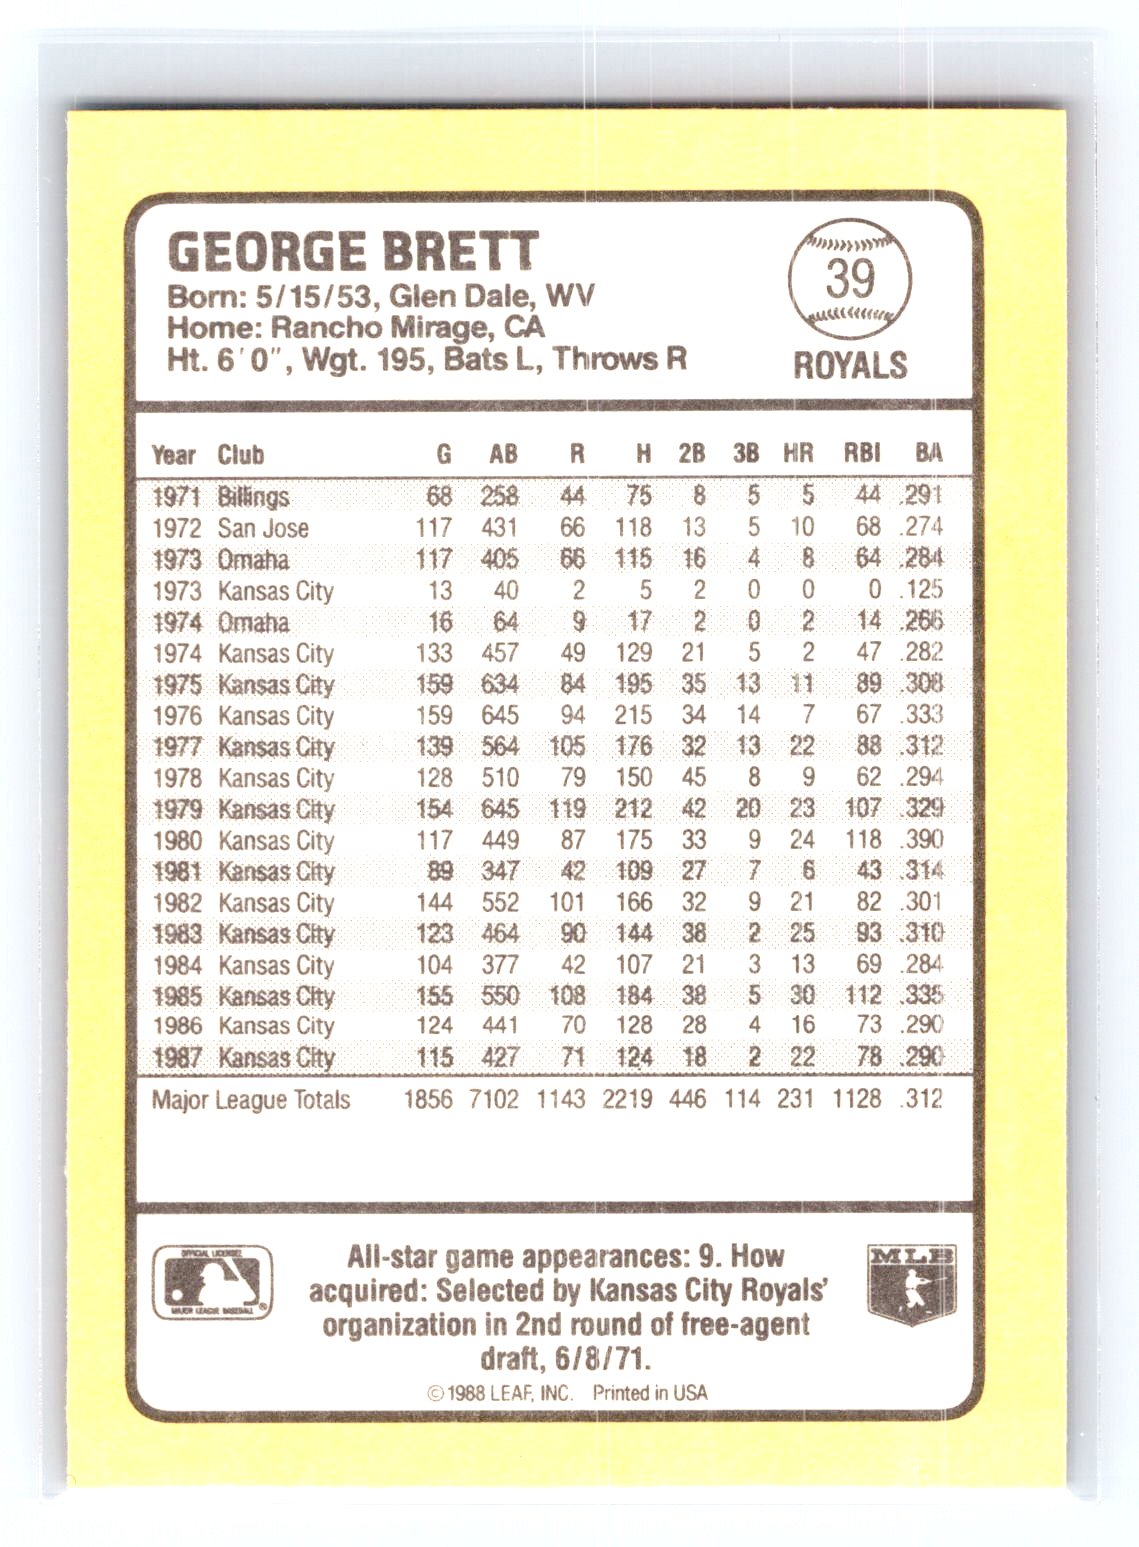 GEORGE BRETT
Born: 5/15/53, Glen Dale, WV
Home: Rancho Mirage, CA
Ht. 6'0", Wgt. 195, Bats L, Throws R
39
ROYALS
Year Club G AB R H 2B 3B HR RBI BA
1971 Billings 68 258 44 75 8 5 5 44 .291
1972 San Jose 117 431 66 118 13 5 10 68 .274
1973 Omaha 117 405 66 115 16 4 8 64 .284
1973 Kansas City 13 40 2 5 2 0 0 0 .125
1974 Omaha 16 64 9 17 2 0 2 14 .266
1974 Kansas City 133 457 49 129 21 5 2 47 .282
1975 Kansas City 159 634 84 195 35 13 11 89 .308
1976 Kansas City 159 645 94 215 34 14 7 67 .333
1977 Kansas City 139 564 105 176 32 13 22 88 .312
1978 Kansas City 128 510 79 150 45 8 9 62 .294
1979 Kansas City 154 645 119 212 42 20 23 107 .329
1980 Kansas City 117 449 87 175 33 9 24 118 .390
1981 Kansas City 89 347 42 109 27 7 6 43 .314
1982 Kansas City 144 552 101 166 32 9 21 82 .301
1983 Kansas City 123 464 90 144 38 2 25 93 .310
1984 Kansas City 104 377 42 107 21 3 13 69 .284
1985 Kansas City 155 550 108 184 38 5 30 112 .335
1986 Kansas City 124 441 70 128 28 4 16 73 .290
1987 Kansas City 115 427 71 124 18 2 22 78 .290
Major League Totals 1856 7102 1143 2219 446 114 231 1128 .312
OFFICIAL LICENSEE
MAJOR LEAGUE BASEBALL ®
All-star game appearances: 9. How
acquired: Selected by Kansas City Royals'
organization in 2nd round of free-agent
draft, 6/8/71.
MLB
© 1988 LEAF, INC. Printed in USA